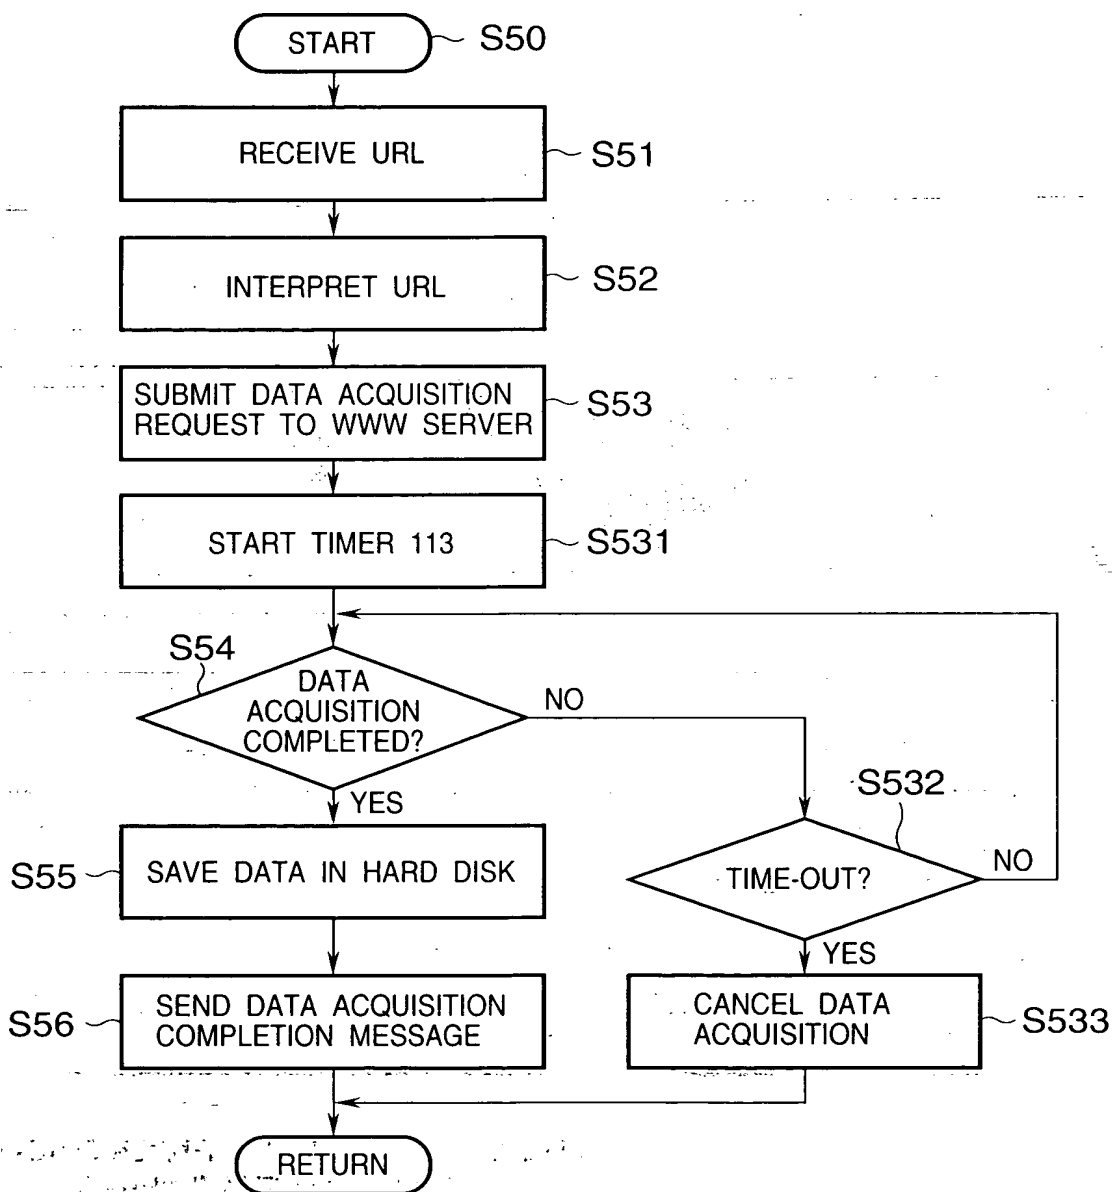 START
S50
RECEIVE URL
S51
INTERPRET URL
S52
SUBMIT DATA ACQUISITION
REQUEST TO WWW SERVER
S53
START TIMER 113
S531
S54
DATA
ACQUISITION
COMPLETED?
NO
YES
S532
TIME-OUT?
NO
YES
S55
SAVE DATA IN HARD DISK
S56
SEND DATA ACQUISITION
COMPLETION MESSAGE
CANCEL DATA
ACQUISITION
S533
RETURN